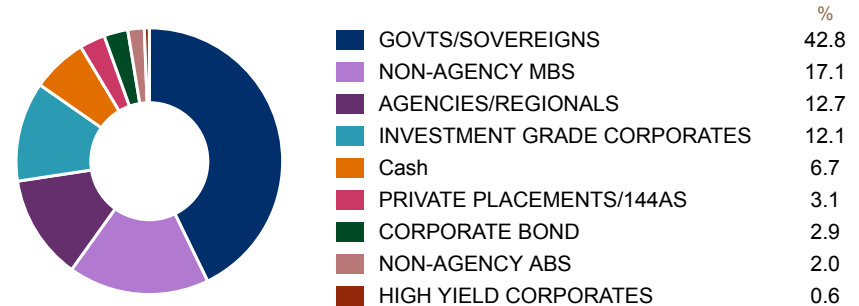 %
GOVTS/SOVEREIGNS 42.8
NON-AGENCY MBS 17.1
AGENCIES/REGIONALS 12.7
INVESTMENT GRADE CORPORATES 12.1
Cash 6.7
PRIVATE PLACEMENTS/144AS 3.1
CORPORATE BOND 2.9
NON-AGENCY ABS 2.0
HIGH YIELD CORPORATES 0.6